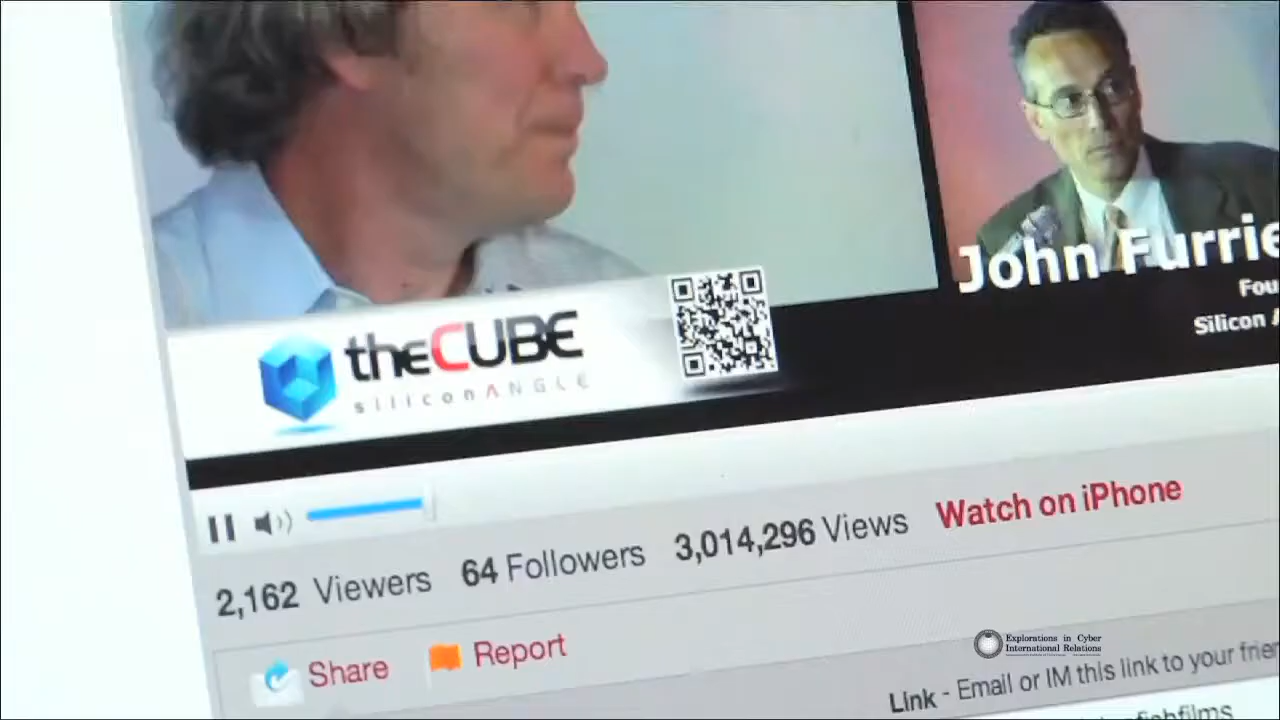 John Furrie
Fou
Silicon A
theCUBE
siliconANGLE
2,162 Viewers 64 Followers 3,014,296 Views Watch on iPhone
Share Report
Explorations in Cyber
International Relations
Link - Email or IM this link to your frien